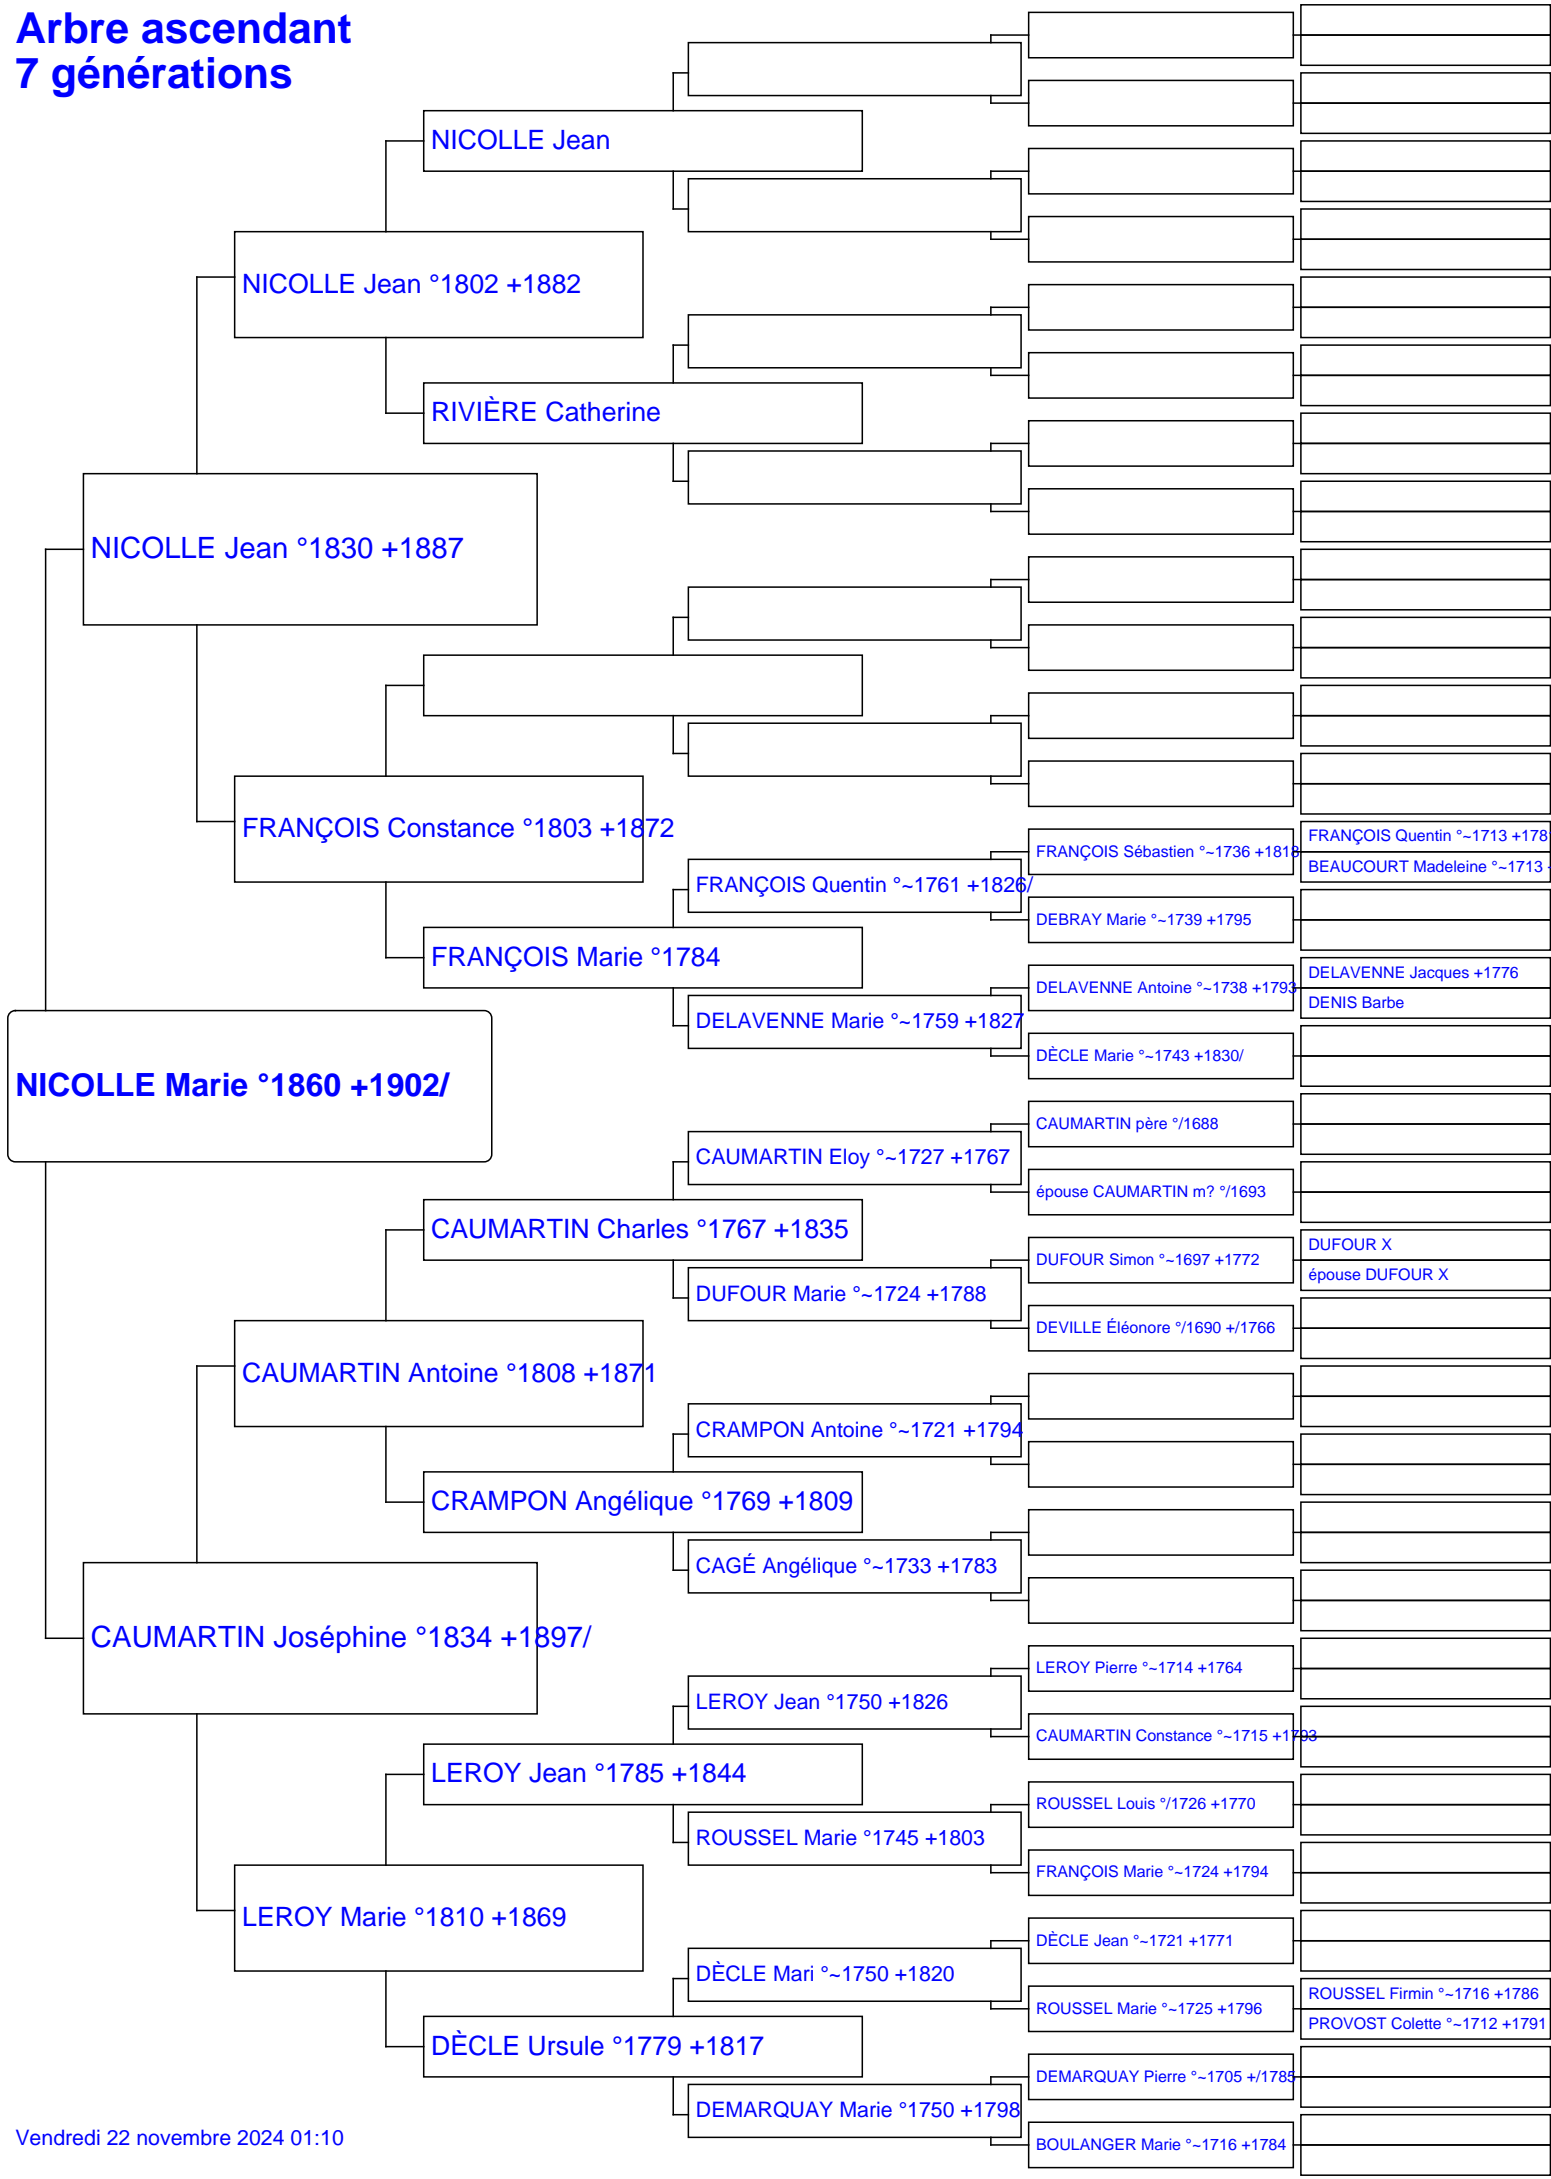 Arbre ascendant
7 générations
NICOLLE Jean
NICOLLE Jean °1802 +1882
RIVIÈRE Catherine
NICOLLE Jean °1830 +1887
FRANÇOIS Constance °1803 +1872
FRANÇOIS Quentin °~1713 +178
FRANÇOIS Sébastien °~1736 +1818
BEAUCOURT Madeleine °~1713
FRANÇOIS Quentin °~1761 +1826/
DEBRAY Marie °~1739 +1795
FRANÇOIS Marie °1784
DELAVENNE Jacques +1776
DELAVENNE Antoine °~1738 +1793
DENIS Barbe
DELAVENNE Marie °~1759 +1827
DÈCLE Marie °~1743 +1830/
NICOLLE Marie °1860 +1902/
CAUMARTIN père °/1688
CAUMARTIN Eloy °~1727 +1767
épouse CAUMARTIN m? °/1693
CAUMARTIN Charles °1767 +1835
DUFOUR X
DUFOUR Simon °~1697 +1772
épouse DUFOUR X
DUFOUR Marie °~1724 +1788
DEVILLE Éléonore °/1690 +/1766
CAUMARTIN Antoine °1808 +1871
CRAMPON Antoine °~1721 +1794
CRAMPON Angélique °1769 +1809
CAGÉ Angélique °~1733 +1783
CAUMARTIN Joséphine °1834 +1897/
LEROY Pierre °~1714 +1764
LEROY Jean °1750 +1826
CAUMARTIN Constance °~1715 +1793
LEROY Jean °1785 +1844
ROUSSEL Louis °/1726 +1770
ROUSSEL Marie °1745 +1803
FRANÇOIS Marie °~1724 +1794
LEROY Marie °1810 +1869
DÈCLE Jean °~1721 +1771
DÈCLE Mari °~1750 +1820
ROUSSEL Firmin °~1716 +1786
ROUSSEL Marie °~1725 +1796
PROVOST Colette °~1712 +1791
DÈCLE Ursule °1779 +1817
DEMARQUAY Pierre °~1705 +/1785
DEMARQUAY Marie °1750 +1798
BOULANGER Marie °~1716 +1784
Vendredi 22 novembre 2024 01:10